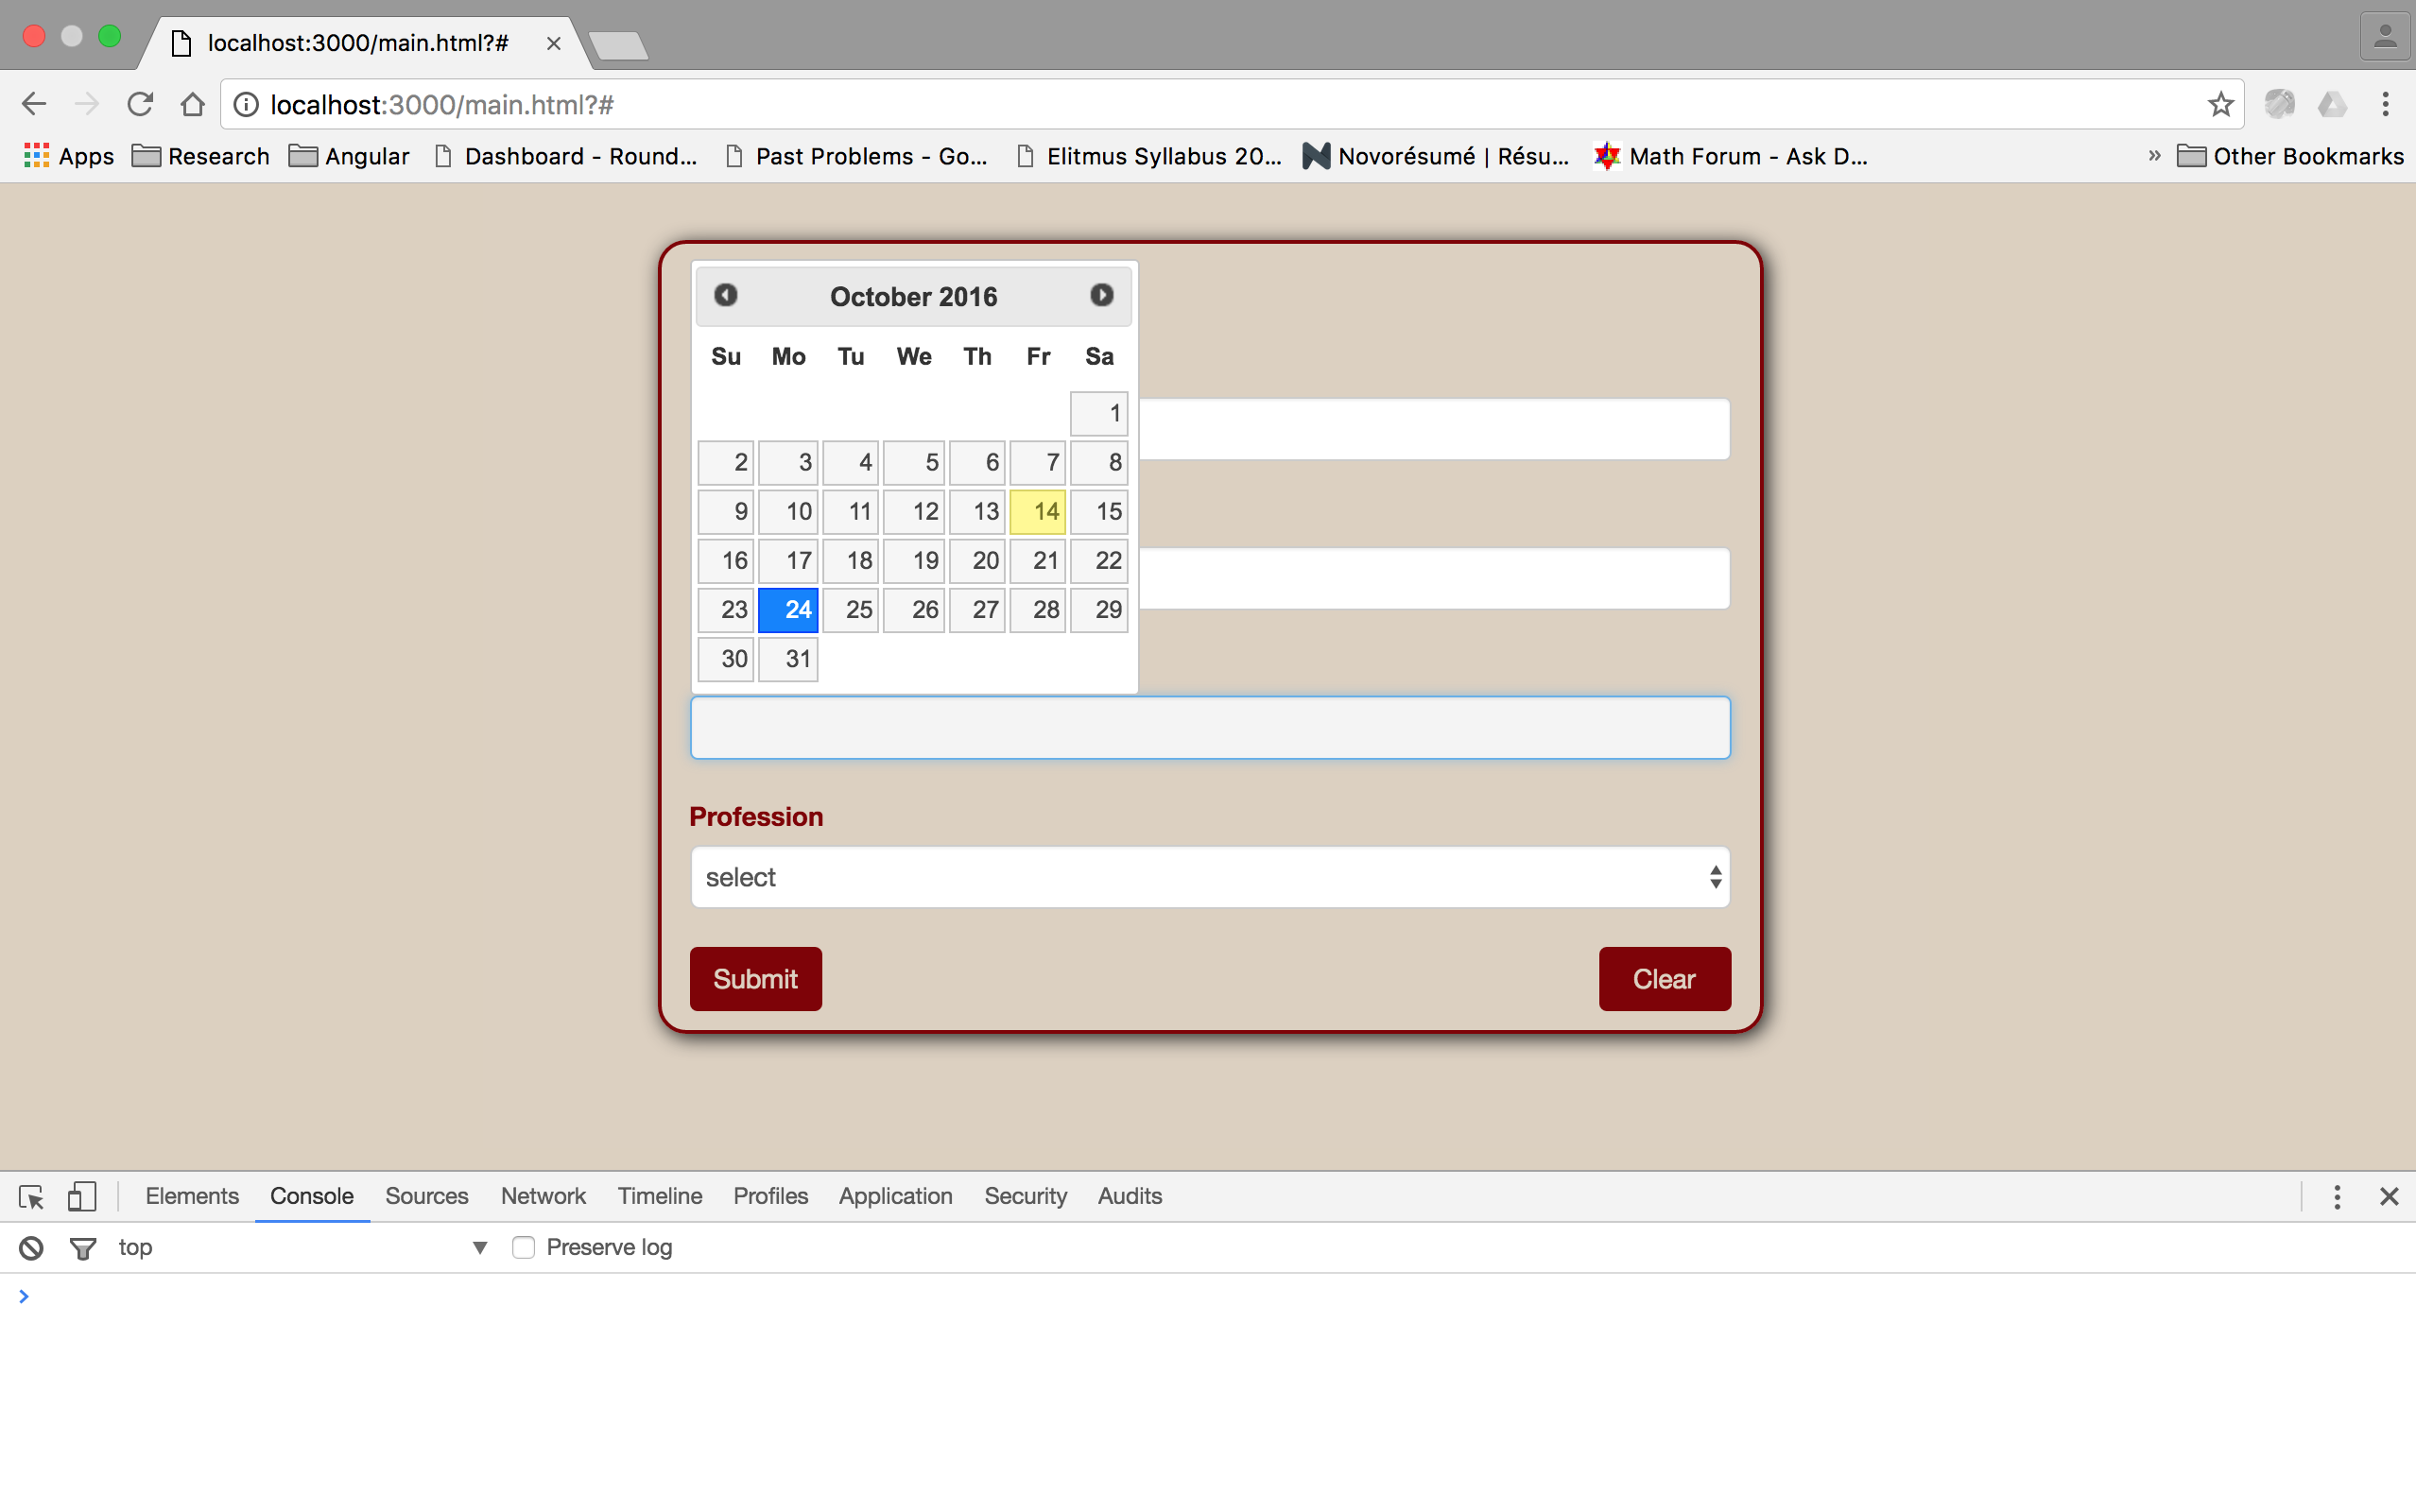 localhost:3000/main.html?#
localhost:3000/main.html?#
Apps Research Angular Dashboard - Round... Past Problems - Go... Elitmus Syllabus 20... Novorésumé | Résu... Math Forum - Ask D... » Other Bookmarks
October 2016
Su Mo Tu We Th Fr Sa
1
2 3 4 5 6 7 8
9 10 11 12 13 14 15
16 17 18 19 20 21 22
23 24 25 26 27 28 29
30 31
Profession
select
Submit Clear
Elements Console Sources Network Timeline Profiles Application Security Audits
top Preserve log
>